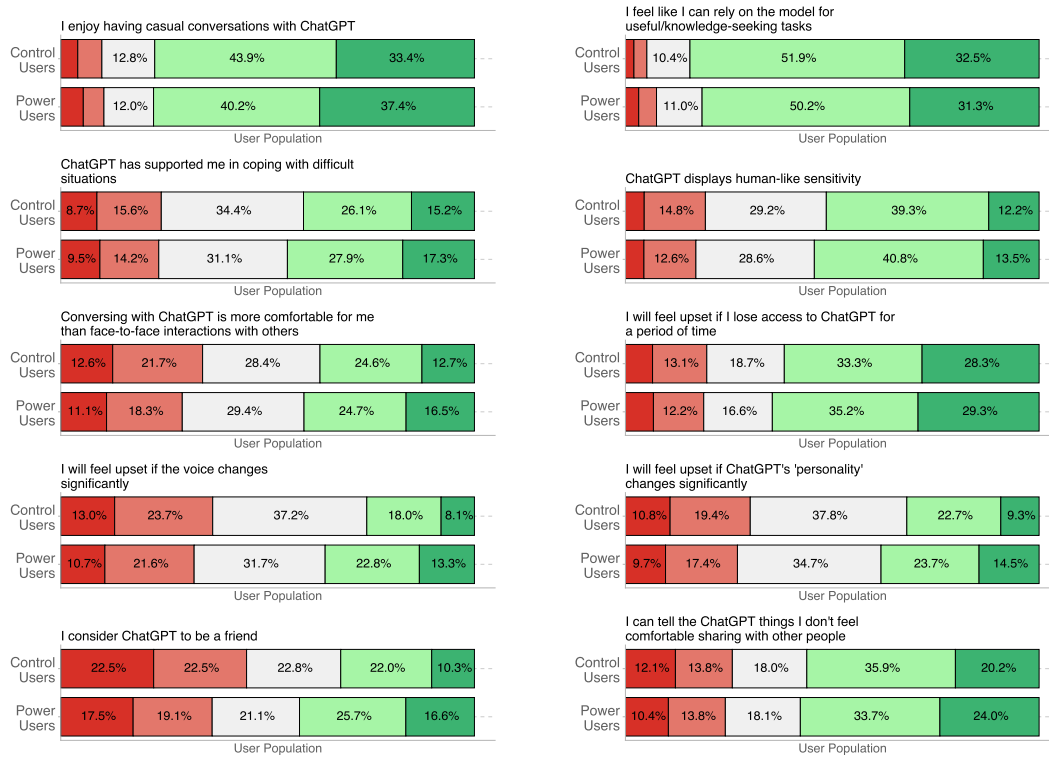 I enjoy having casual conversations with ChatGPT
Control
Users
12.8% 43.9% 33.4%
Power
Users
12.0% 40.2% 37.4%
User Population
I feel like I can rely on the model for
useful/knowledge-seeking tasks
10.4% 51.9% 32.5%
Control
Users
11.0% 50.2% 31.3%
Power
Users
User Population
ChatGPT has supported me in coping with difficult
situations
Control
Users
8.7% 15.6% 34.4% 26.1% 15.2%
Power
Users
9.5% 14.2% 31.1% 27.9% 17.3%
User Population
ChatGPT displays human-like sensitivity
Control
Users
14.8% 29.2% 39.3% 12.2%
Power
Users
12.6% 28.6% 40.8% 13.5%
User Population
Conversing with ChatGPT is more comfortable for me
than face-to-face interactions with others
Control
Users
12.6% 21.7% 28.4% 24.6% 12.7%
Power
Users
11.1% 18.3% 29.4% 24.7% 16.5%
User Population
I will feel upset if I lose access to ChatGPT for
a period of time
Control
Users
13.1% 18.7% 33.3% 28.3%
Power
Users
12.2% 16.6% 35.2% 29.3%
User Population
I will feel upset if the voice changes
significantly
Control
Users
13.0% 23.7% 37.2% 18.0% 8.1%
Power
Users
10.7% 21.6% 31.7% 22.8% 13.3%
User Population
I will feel upset if ChatGPT's 'personality'
changes significantly
Control
Users
10.8% 19.4% 37.8% 22.7% 9.3%
Power
Users
9.7% 17.4% 34.7% 23.7% 14.5%
User Population
I consider ChatGPT to be a friend
Control
Users
22.5% 22.5% 22.8% 22.0% 10.3%
Power
Users
17.5% 19.1% 21.1% 25.7% 16.6%
User Population
I can tell the ChatGPT things I don't feel
comfortable sharing with other people
Control
Users
12.1% 13.8% 18.0% 35.9% 20.2%
Power
Users
10.4% 13.8% 18.1% 33.7% 24.0%
User Population